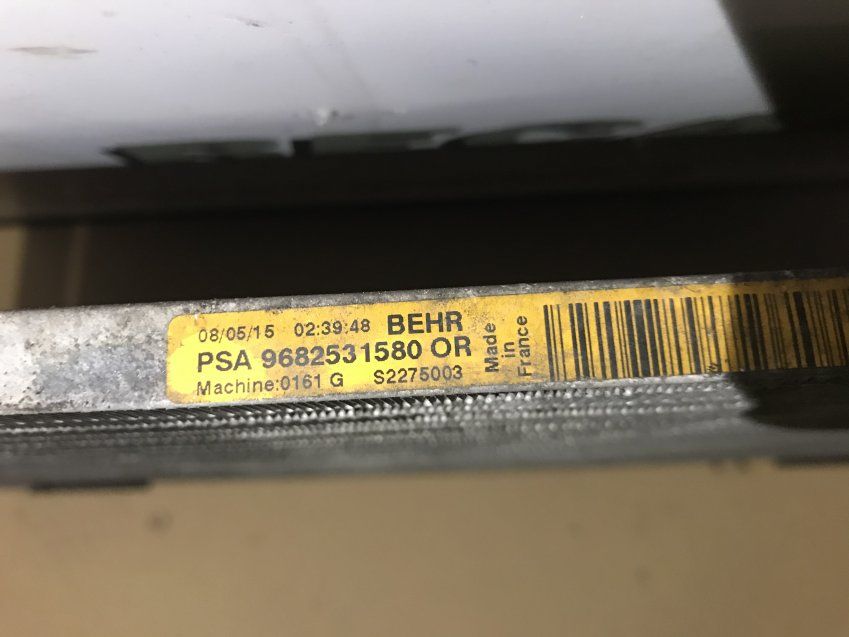 08/05/15 02:39:48 BEHR
PSA 9682531580 OR
Machine:0161 G S2275003
Made
in
France